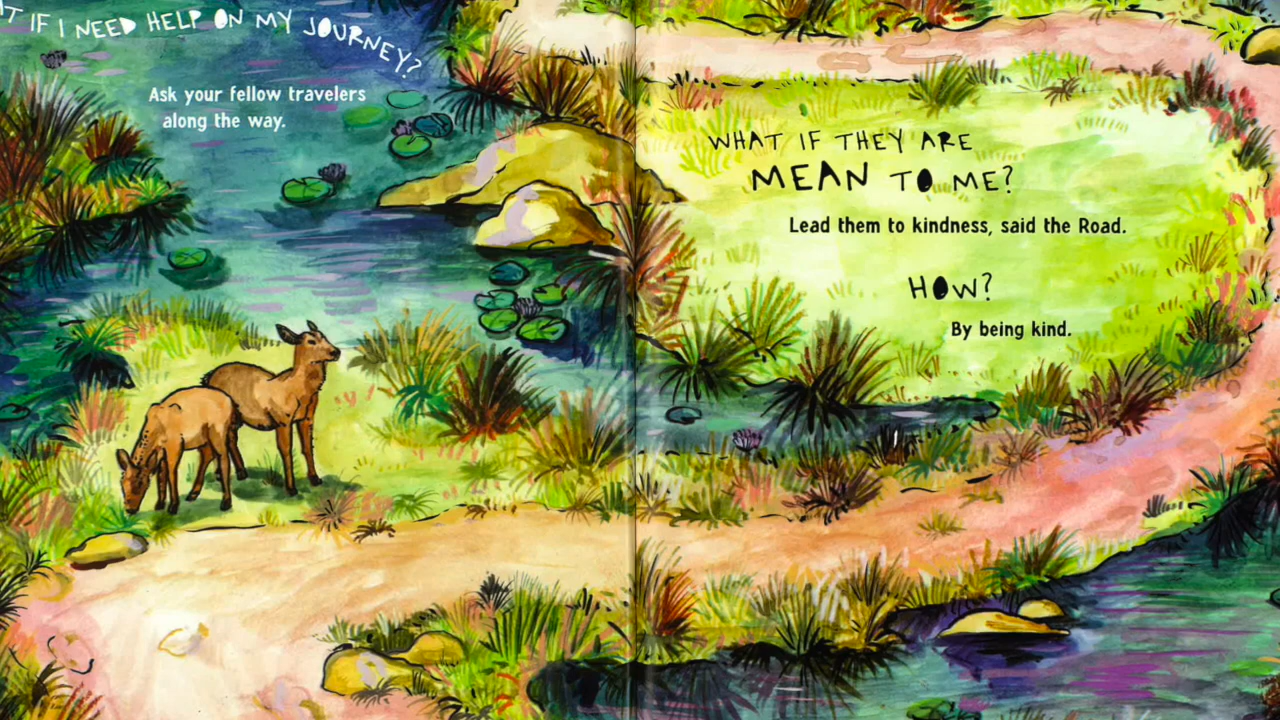 IF I NEED HELP ON MY JOURNEY?
Ask your fellow travelers
along the way.
WHAT IF THEY ARE
MEAN TO ME?
Lead them to kindness, said the Road.
HOW?
By being kind.